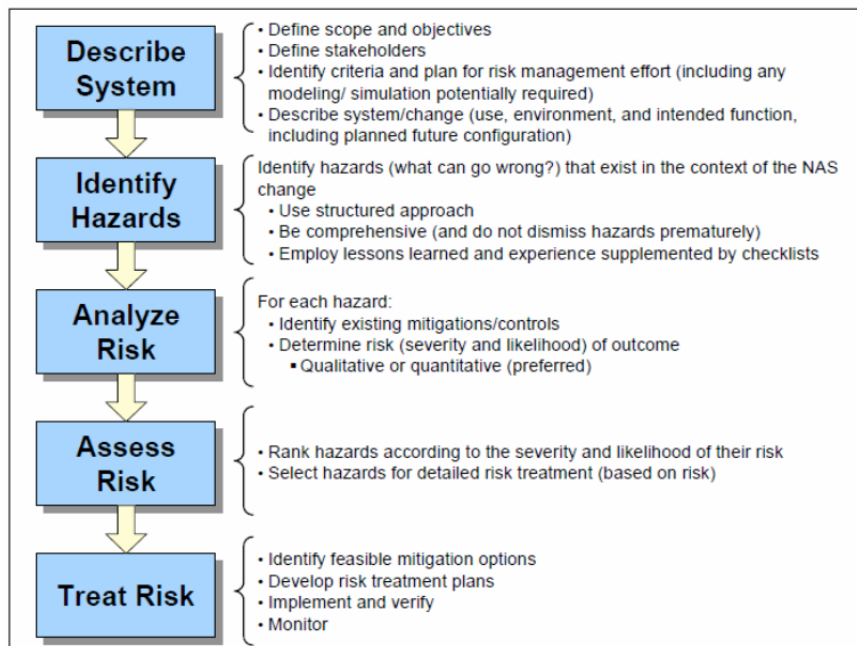 Describe
System
• Define scope and objectives
• Define stakeholders
• Identify criteria and plan for risk management effort (including any
modeling/ simulation potentially required)
• Describe system/change (use, environment, and intended function,
including planned future configuration)
Identify
Hazards
Identify hazards (what can go wrong?) that exist in the context of the NAS
change
• Use structured approach
• Be comprehensive (and do not dismiss hazards prematurely)
• Employ lessons learned and experience supplemented by checklists
Analyze
Risk
For each hazard:
• Identify existing mitigations/controls
• Determine risk (severity and likelihood) of outcome
▪ Qualitative or quantitative (preferred)
Assess
Risk
• Rank hazards according to the severity and likelihood of their risk
• Select hazards for detailed risk treatment (based on risk)
Treat Risk
• Identify feasible mitigation options
• Develop risk treatment plans
• Implement and verify
• Monitor